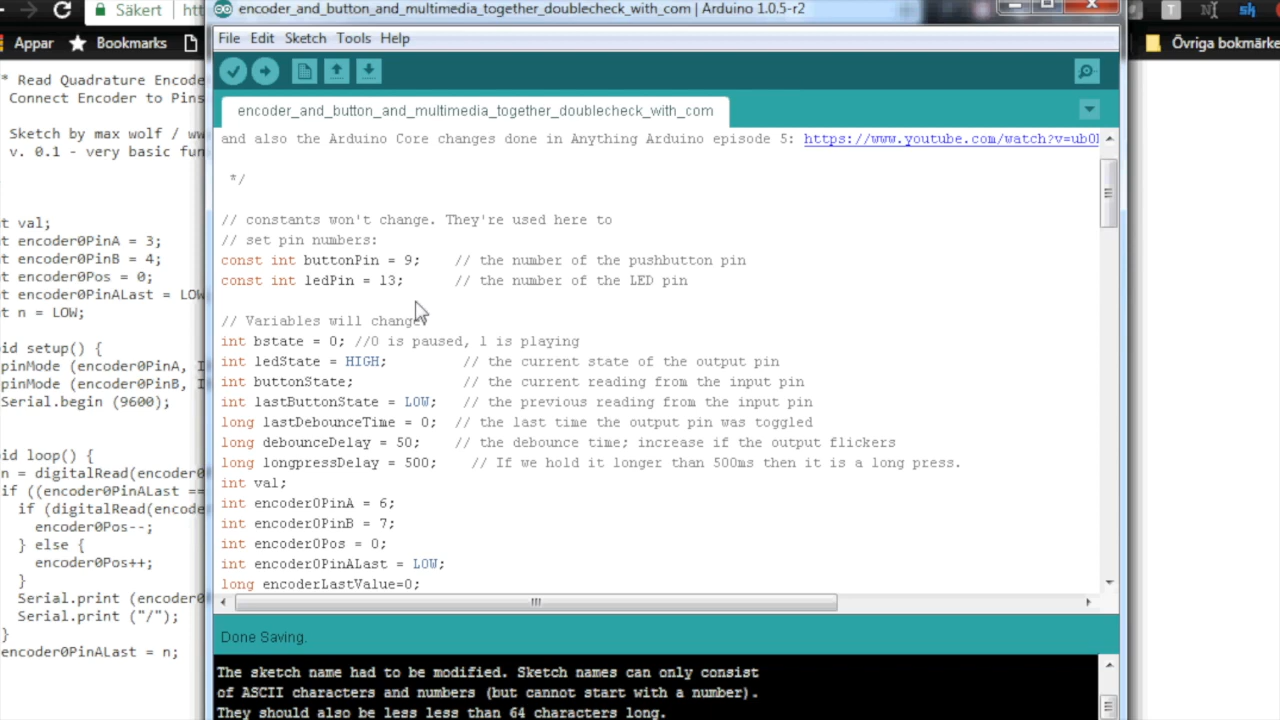 encoder_and_button_and_multimedia_together_doublecheck_with_com | Arduino 1.0.5-r2
Säkert
Appar
Bookmarks
Övriga bokmärke
File Edit Sketch Tools Help
encoder_and_button_and_multimedia_together_doublecheck_with_com
and also the Arduino Core changes done in Anything Arduino episode 5: https://www.youtube.com/watch?v=ub0
*/
// constants won't change. They're used here to
// set pin numbers:
const int buttonPin = 9; // the number of the pushbutton pin
const int ledPin = 13; // the number of the LED pin
// Variables will change:
int bstate = 0; //0 is paused, 1 is playing
int ledState = HIGH; // the current state of the output pin
int buttonState; // the current reading from the input pin
int lastButtonState = LOW; // the previous reading from the input pin
long lastDebounceTime = 0; // the last time the output pin was toggled
long debounceDelay = 50; // the debounce time; increase if the output flickers
long longpressDelay = 500; // If we hold it longer than 500ms then it is a long press.
int val;
int encoder0PinA = 6;
int encoder0PinB = 7;
int encoder0Pos = 0;
int encoder0PinALast = LOW;
long encoderLastValue=0;
Done Saving.
The sketch name had to be modified. Sketch names can only consist
of ASCII characters and numbers (but cannot start with a number).
They should also be less less than 64 characters long.
* Read Quadrature Encode
Connect Encoder to Pins
Sketch by max wolf / ww
v. 0.1 - very basic fun
t val;
t encoder0PinA = 3;
t encoder0PinB = 4;
t encoder0Pos = 0;
t encoder0PinALast = LOW
t n = LOW;
id setup() {
pinMode (encoder0PinA, I
pinMode (encoder0PinB, I
Serial.begin (9600);
id loop() {
n = digitalRead(encoder0
if ((encoder0PinALast ==
if (digitalRead(encode
encoder0Pos--;
} else {
encoder0Pos++;
}
Serial.print (encoder0
Serial.print ("/");
}
encoder0PinALast = n;